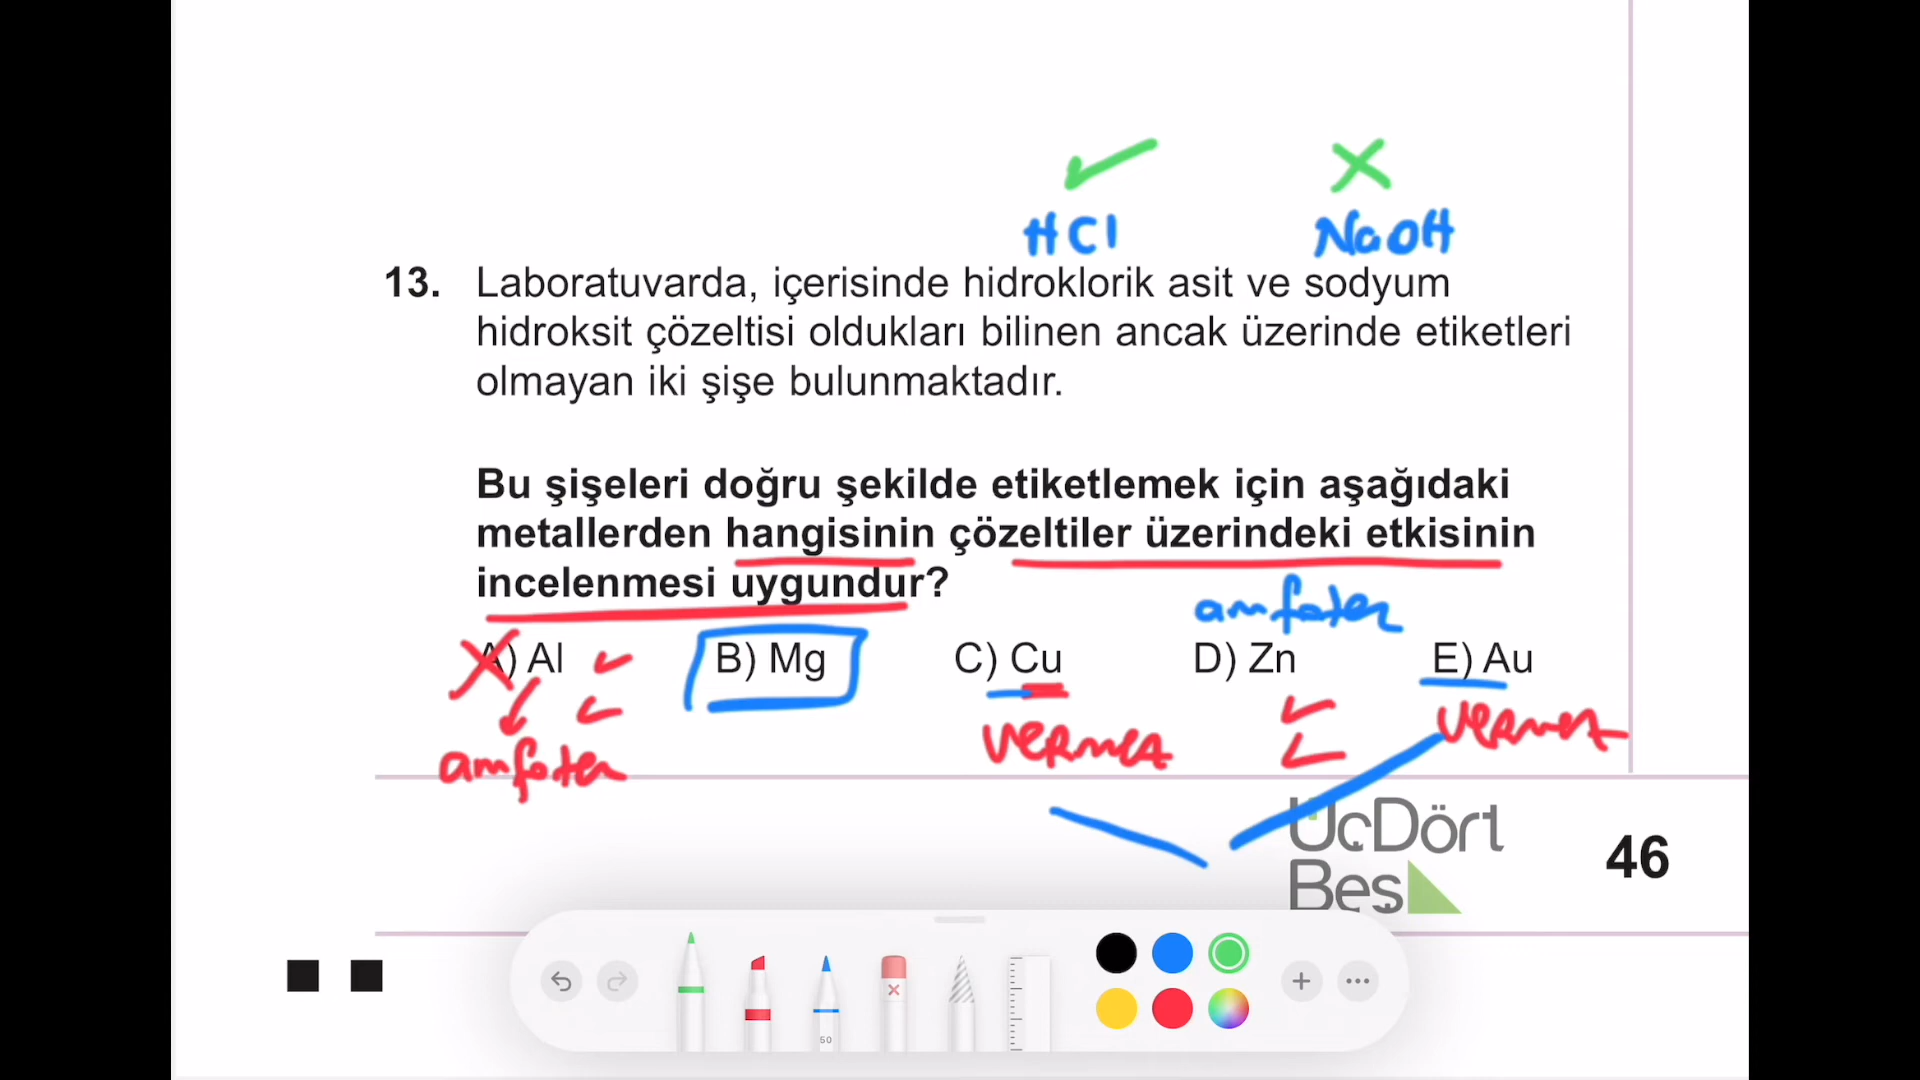 HCl NaOH
13. Laboratuvarda, içerisinde hidroklorik asit ve sodyum
hidroksit çözeltisi oldukları bilinen ancak üzerinde etiketleri
olmayan iki şişe bulunmaktadır.
Bu şişeleri doğru şekilde etiketlemek için aşağıdaki
metallerden hangisinin çözeltiler üzerindeki etkisinin
incelenmesi uygundur?
amfoter
A) Al B) Mg C) Cu D) Zn E) Au
vermez vermez
amfoter
ÜçDört
Beş
46
50